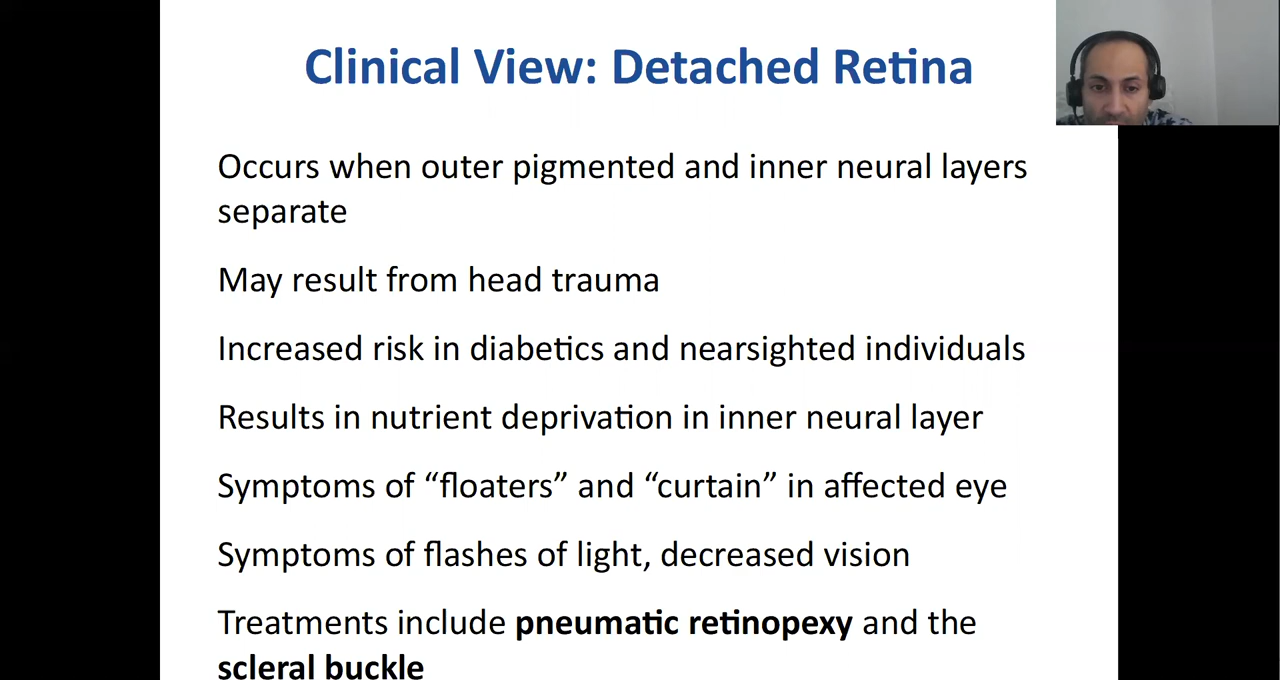 Clinical View: Detached Retina
Occurs when outer pigmented and inner neural layers
separate
May result from head trauma
Increased risk in diabetics and nearsighted individuals
Results in nutrient deprivation in inner neural layer
Symptoms of “floaters” and “curtain” in affected eye
Symptoms of flashes of light, decreased vision
Treatments include pneumatic retinopexy and the
scleral buckle